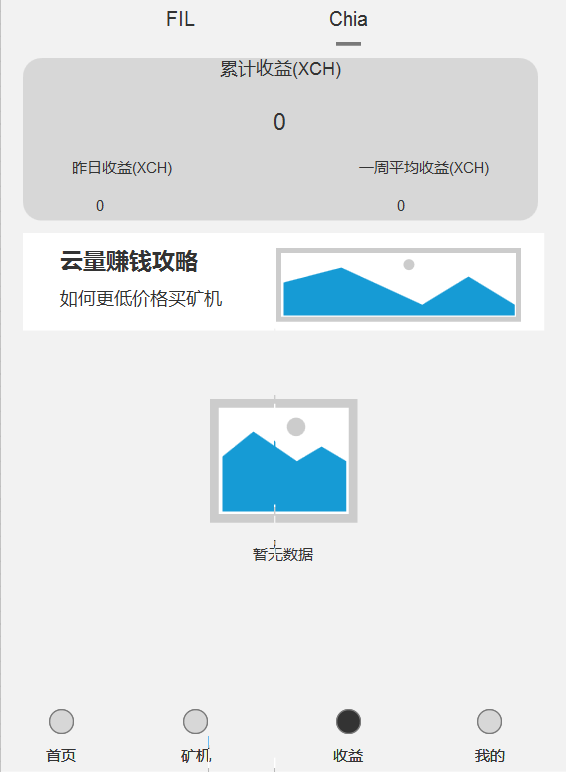 FIL Chia
累计收益(XCH)
0
昨日收益(XCH) 一周平均收益(XCH)
0 0
云量赚钱攻略
如何更低价格买矿机
暂无数据
首页 矿机 收益 我的